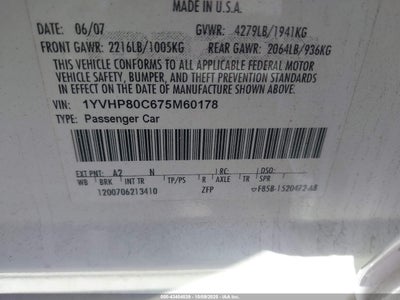 MADE IN U.S.A.
DATE: 06/07 GVWR: 4279LB/1941KG
FRONT GAWR: 2216LB/1005KG REAR GAWR: 2064LB/936KG
THIS VEHICLE CONFORMS TO ALL APPLICABLE FEDERAL MOTOR
VEHICLE SAFETY, BUMPER, AND THEFT PREVENTION STANDARDS
IN EFFECT ON THE DATE OF MANUFACTURE SHOWN ABOVE.
VIN: 1YVHP80C675M60178
TYPE: Passenger Car
EXT PNT: A2 N RC:
WB BRK INT TR TP/PS R AXLE TR SPR
1200706213410 ZFP F85B-1520472-AB